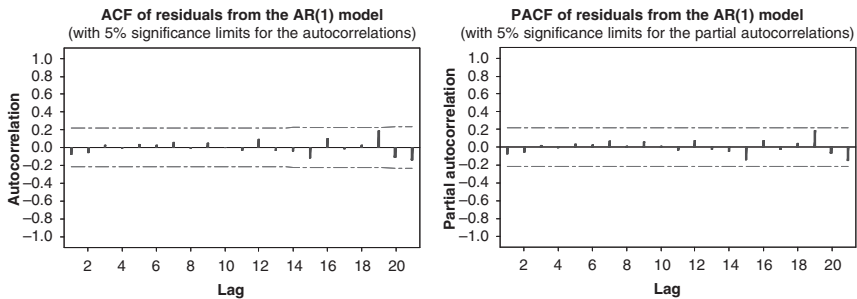 ACF of residuals from the AR(1) model
(with 5% significance limits for the autocorrelations)
Autocorrelation
1.0
0.8
0.6
0.4
0.2
0.0
−0.2
−0.4
−0.6
−0.8
−1.0
2 4 6 8 10 12 14 16 18 20
Lag
PACF of residuals from the AR(1) model
(with 5% significance limits for the partial autocorrelations)
Partial autocorrelation
1.0
0.8
0.6
0.4
0.2
0.0
−0.2
−0.4
−0.6
−0.8
−1.0
2 4 6 8 10 12 14 16 18 20
Lag